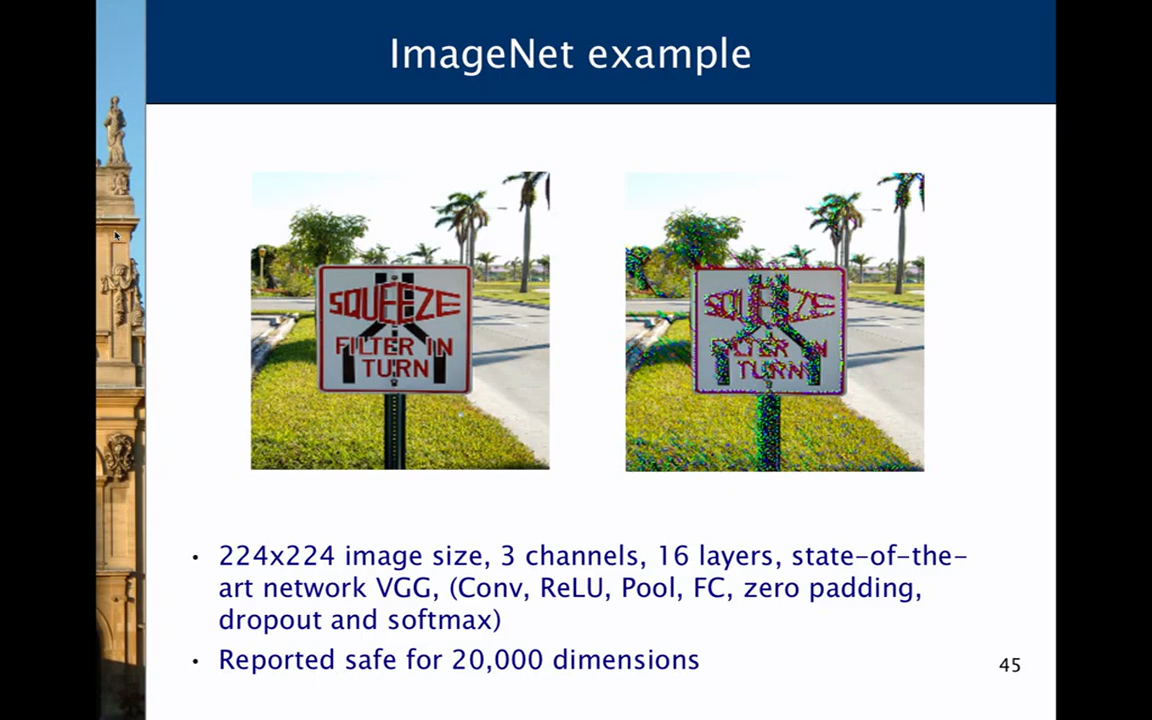 ImageNet example
SQUEEZE
FILTER IN
TURN
SQUEEZE
FILTER IN
TURN
• 224x224 image size, 3 channels, 16 layers, state-of-the-
art network VGG, (Conv, ReLU, Pool, FC, zero padding,
dropout and softmax)
• Reported safe for 20,000 dimensions
45